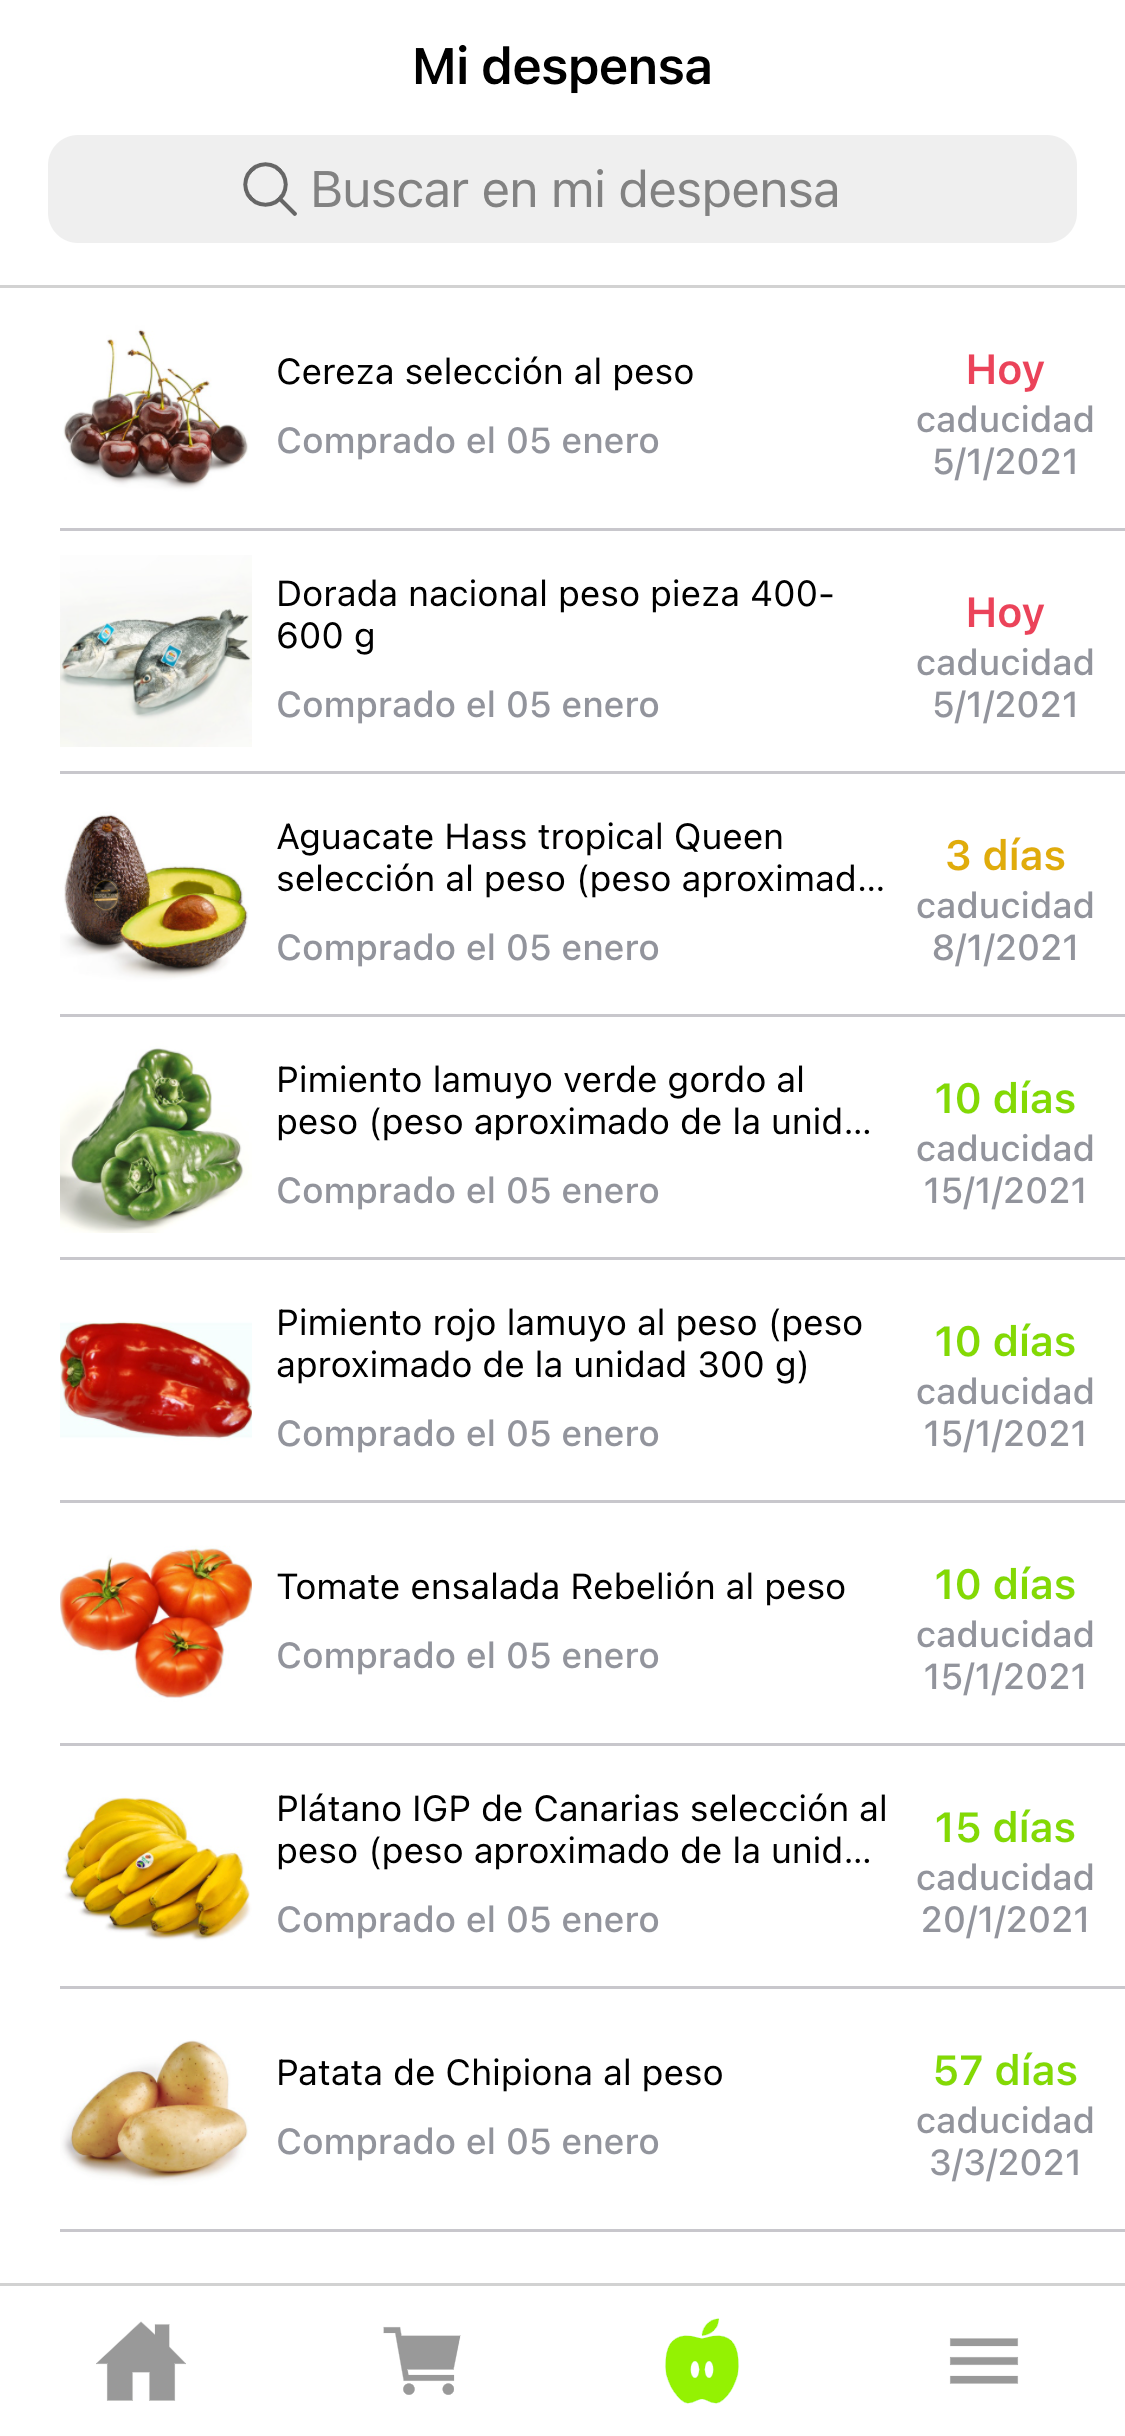 Mi despensa
Buscar en mi despensa
Cereza selección al peso
Comprado el 05 enero
Hoy
caducidad
5/1/2021
Dorada nacional peso pieza 400-
600 g
Comprado el 05 enero
Hoy
caducidad
5/1/2021
Aguacate Hass tropical Queen
selección al peso (peso aproximad...
Comprado el 05 enero
3 días
caducidad
8/1/2021
Pimiento lamuyo verde gordo al
peso (peso aproximado de la unid...
Comprado el 05 enero
10 días
caducidad
15/1/2021
Pimiento rojo lamuyo al peso (peso
aproximado de la unidad 300 g)
Comprado el 05 enero
10 días
caducidad
15/1/2021
Tomate ensalada Rebelión al peso
Comprado el 05 enero
10 días
caducidad
15/1/2021
Plátano IGP de Canarias selección al
peso (peso aproximado de la unid...
Comprado el 05 enero
15 días
caducidad
20/1/2021
Patata de Chipiona al peso
Comprado el 05 enero
57 días
caducidad
3/3/2021